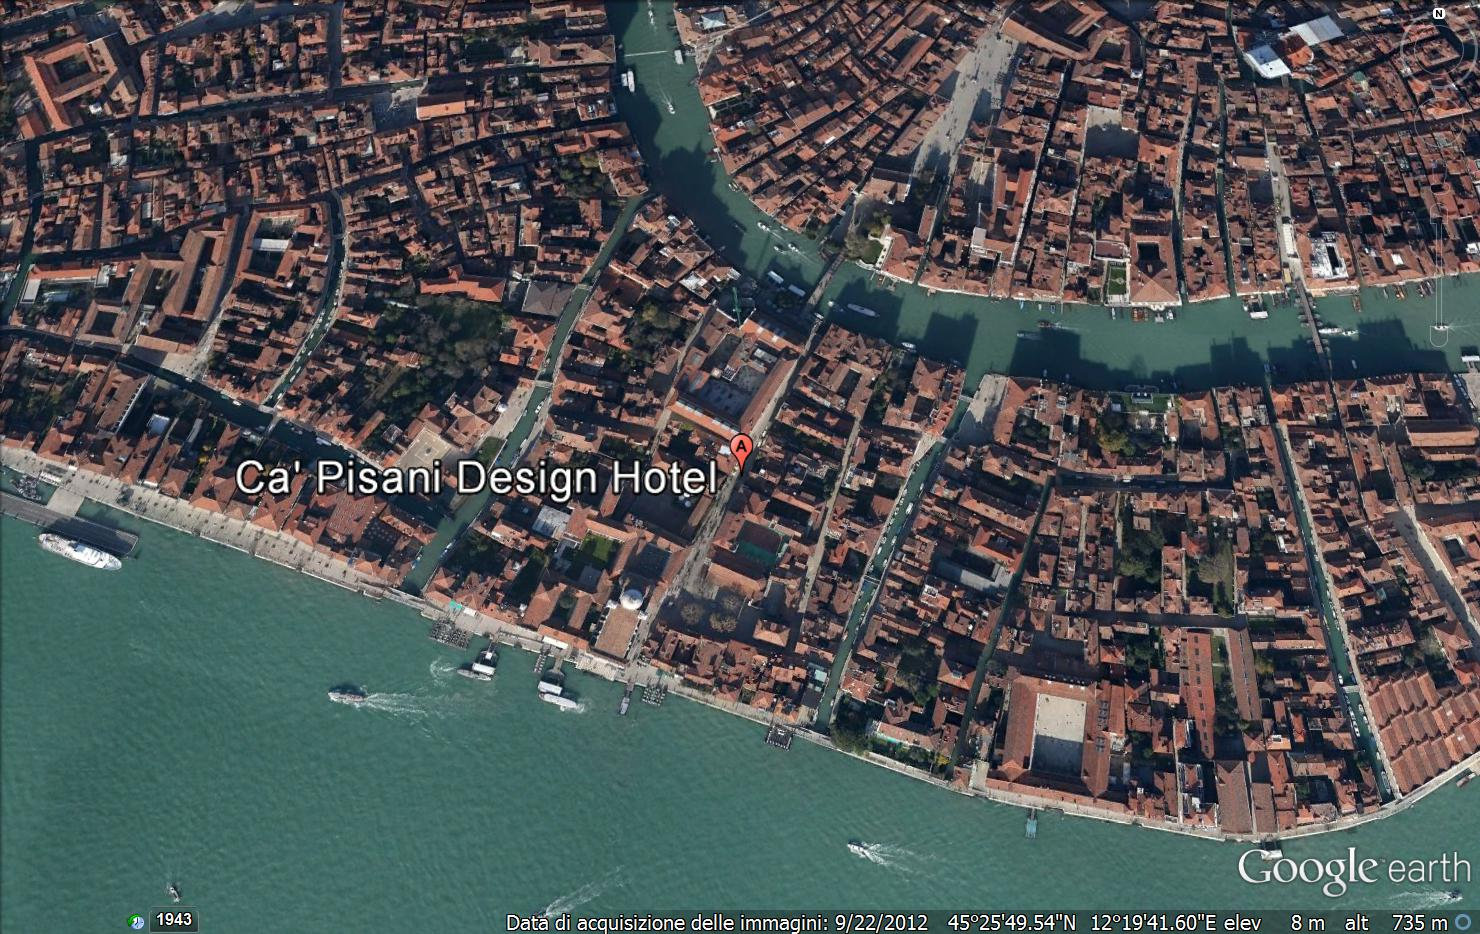 N
A
Ca' Pisani Design Hotel
Google earth
1943
Data di acquisizione delle immagini: 9/22/2012 45°25'49.54"N 12°19'41.60"E elev 8 m alt 735 m